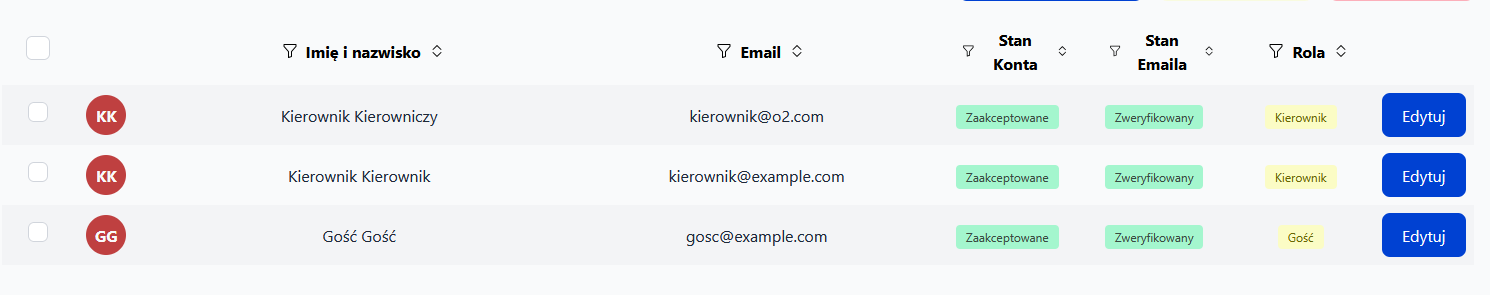 Imię i nazwisko Email Stan Konta Stan Emaila Rola
KK Kierownik Kierowniczy kierownik@o2.com Zaakceptowane Zweryfikowany Kierownik Edytuj
KK Kierownik Kierownik kierownik@example.com Zaakceptowane Zweryfikowany Kierownik Edytuj
GG Gość Gość gosc@example.com Zaakceptowane Zweryfikowany Gość Edytuj